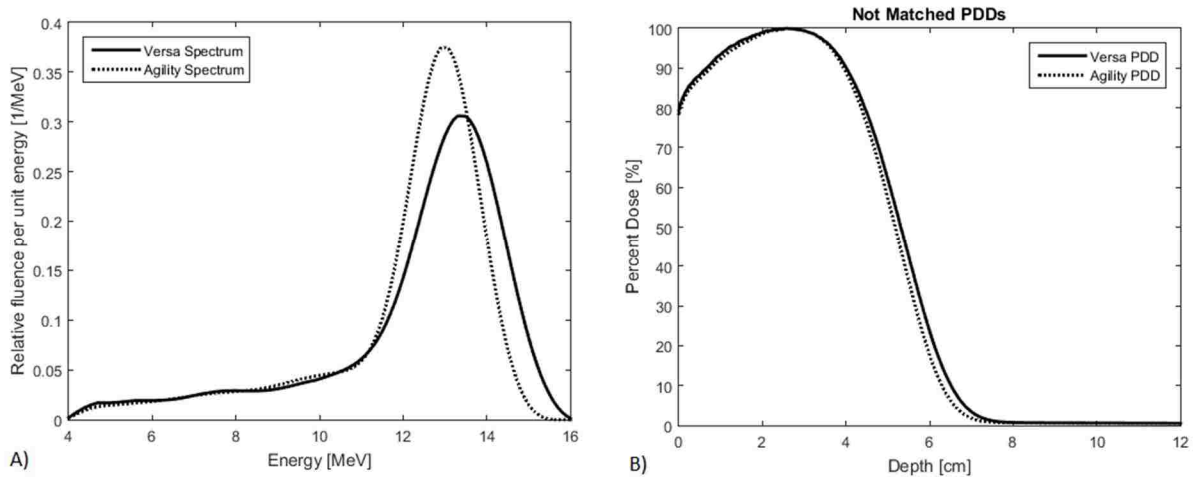 0.4
0.35
0.3
0.25
0.2
0.15
0.1
0.05
0
Relative fluence per unit energy [1/MeV]
Versa Spectrum
Agility Spectrum
4 6 8 10 12 14 16
Energy [MeV]
A)
Not Matched PDDs
100
90
80
70
60
50
40
30
20
10
0
Percent Dose [%]
Versa PDD
Agility PDD
0 2 4 6 8 10 12
Depth [cm]
B)